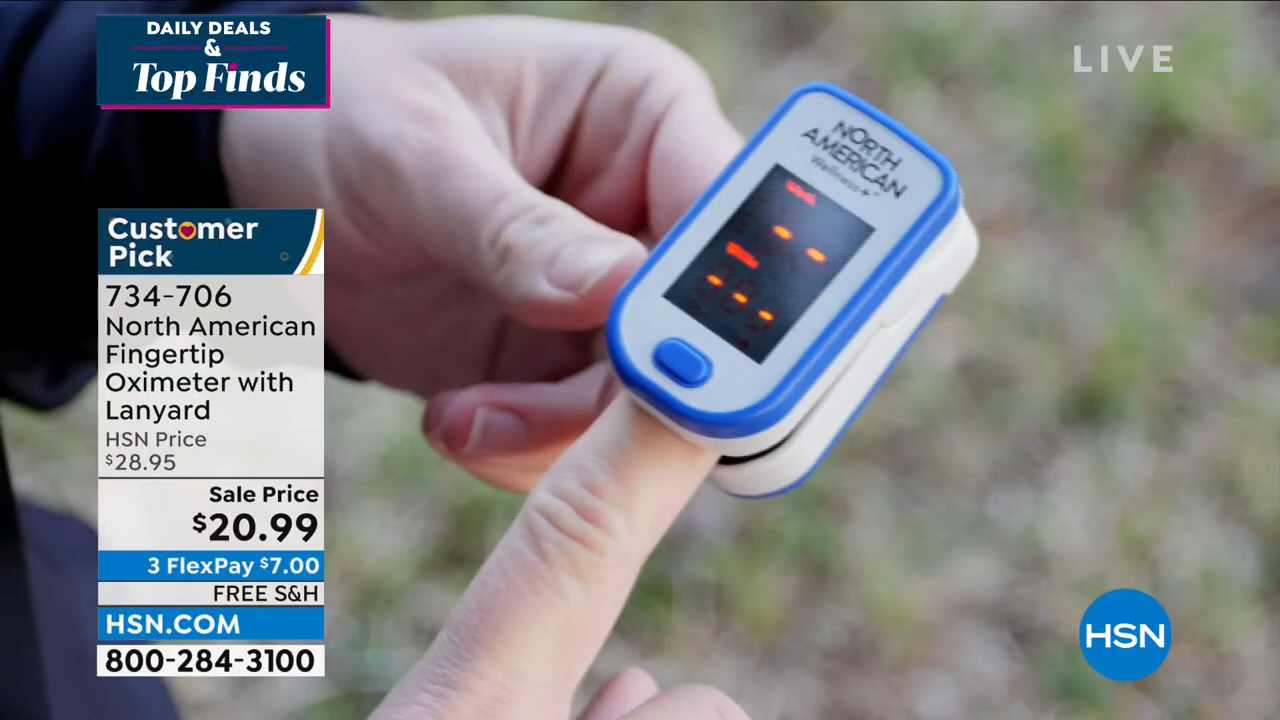 DAILY DEALS
&
Top Finds
LIVE
NORTH
AMERICAN
Wellness+
Customer
Pick
734-706
North American
Fingertip
Oximeter with
Lanyard
HSN Price
$28.95
Sale Price
$20.99
3 FlexPay $7.00
FREE S&H
HSN.COM
800-284-3100
HSN